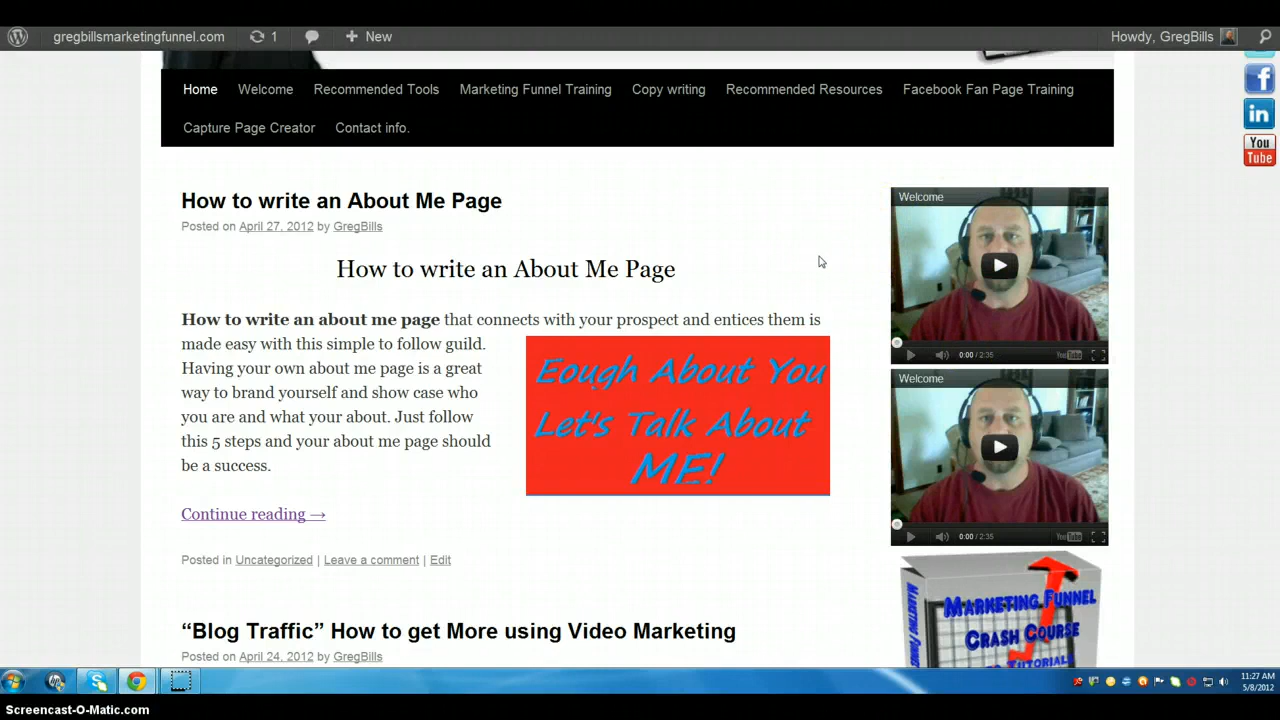 gregbillsmarketingfunnel.com 1 New Howdy, GregBills
Home Welcome Recommended Tools Marketing Funnel Training Copy writing Recommended Resources Facebook Fan Page Training
Capture Page Creator Contact info.
in
You
Tube
How to write an About Me Page
Posted on April 27, 2012 by GregBills
How to write an About Me Page
How to write an about me page that connects with your prospect and entices them is
made easy with this simple to follow guild.
Having your own about me page is a great
way to brand yourself and show case who
you are and what your about. Just follow
this 5 steps and your about me page should
be a success.
Eough About You
Let's Talk About
ME!
Continue reading →
Posted in Uncategorized | Leave a comment | Edit
“Blog Traffic” How to get More using Video Marketing
Posted on April 24, 2012 by GregBills
Welcome
0:00 / 2:35 YouTube
Welcome
0:00 / 2:35 YouTube
MARKETING FUNNEL
CRASH COURSE
TUTORIALS
11:27 AM
5/8/2012
Screencast-O-Matic.com